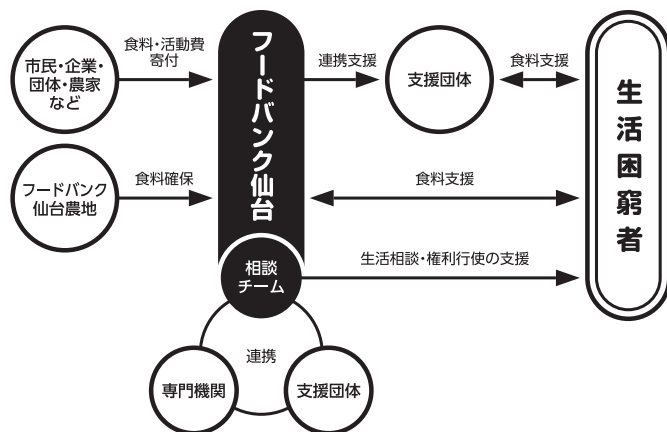 市民・企業・
団体・農家
など
食料・活動費
寄付
フードバンク仙台
連携支援
支援団体
食料支援
生活困窮者
フードバンク
仙台農地
食料確保
食料支援
相談
チーム
生活相談・権利行使の支援
連携
専門機関
支援団体